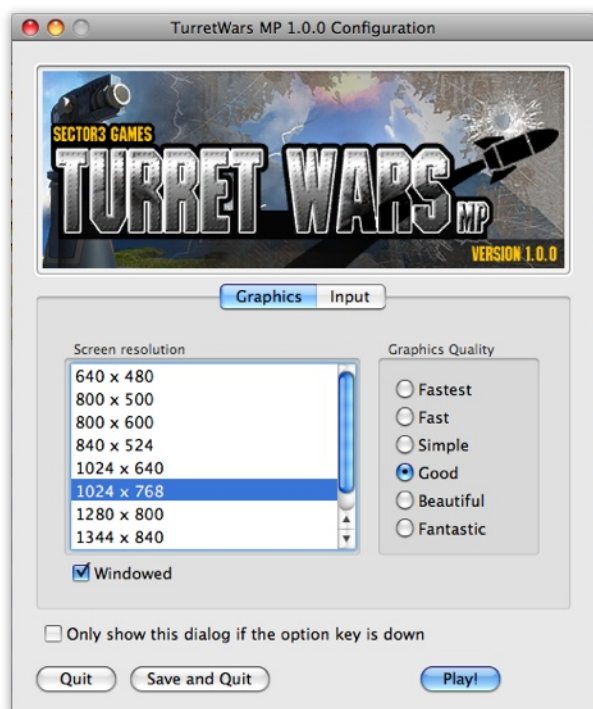 TurretWars MP 1.0.0 Configuration
SECTOR3 GAMES
TURRET WARS MP
VERSION 1.0.0
Graphics Input
Screen resolution
640 x 480
800 x 500
800 x 600
840 x 524
1024 x 640
1024 x 768
1280 x 800
1344 x 840
Windowed
Graphics Quality
Fastest
Fast
Simple
Good
Beautiful
Fantastic
Only show this dialog if the option key is down
Quit Save and Quit Play!